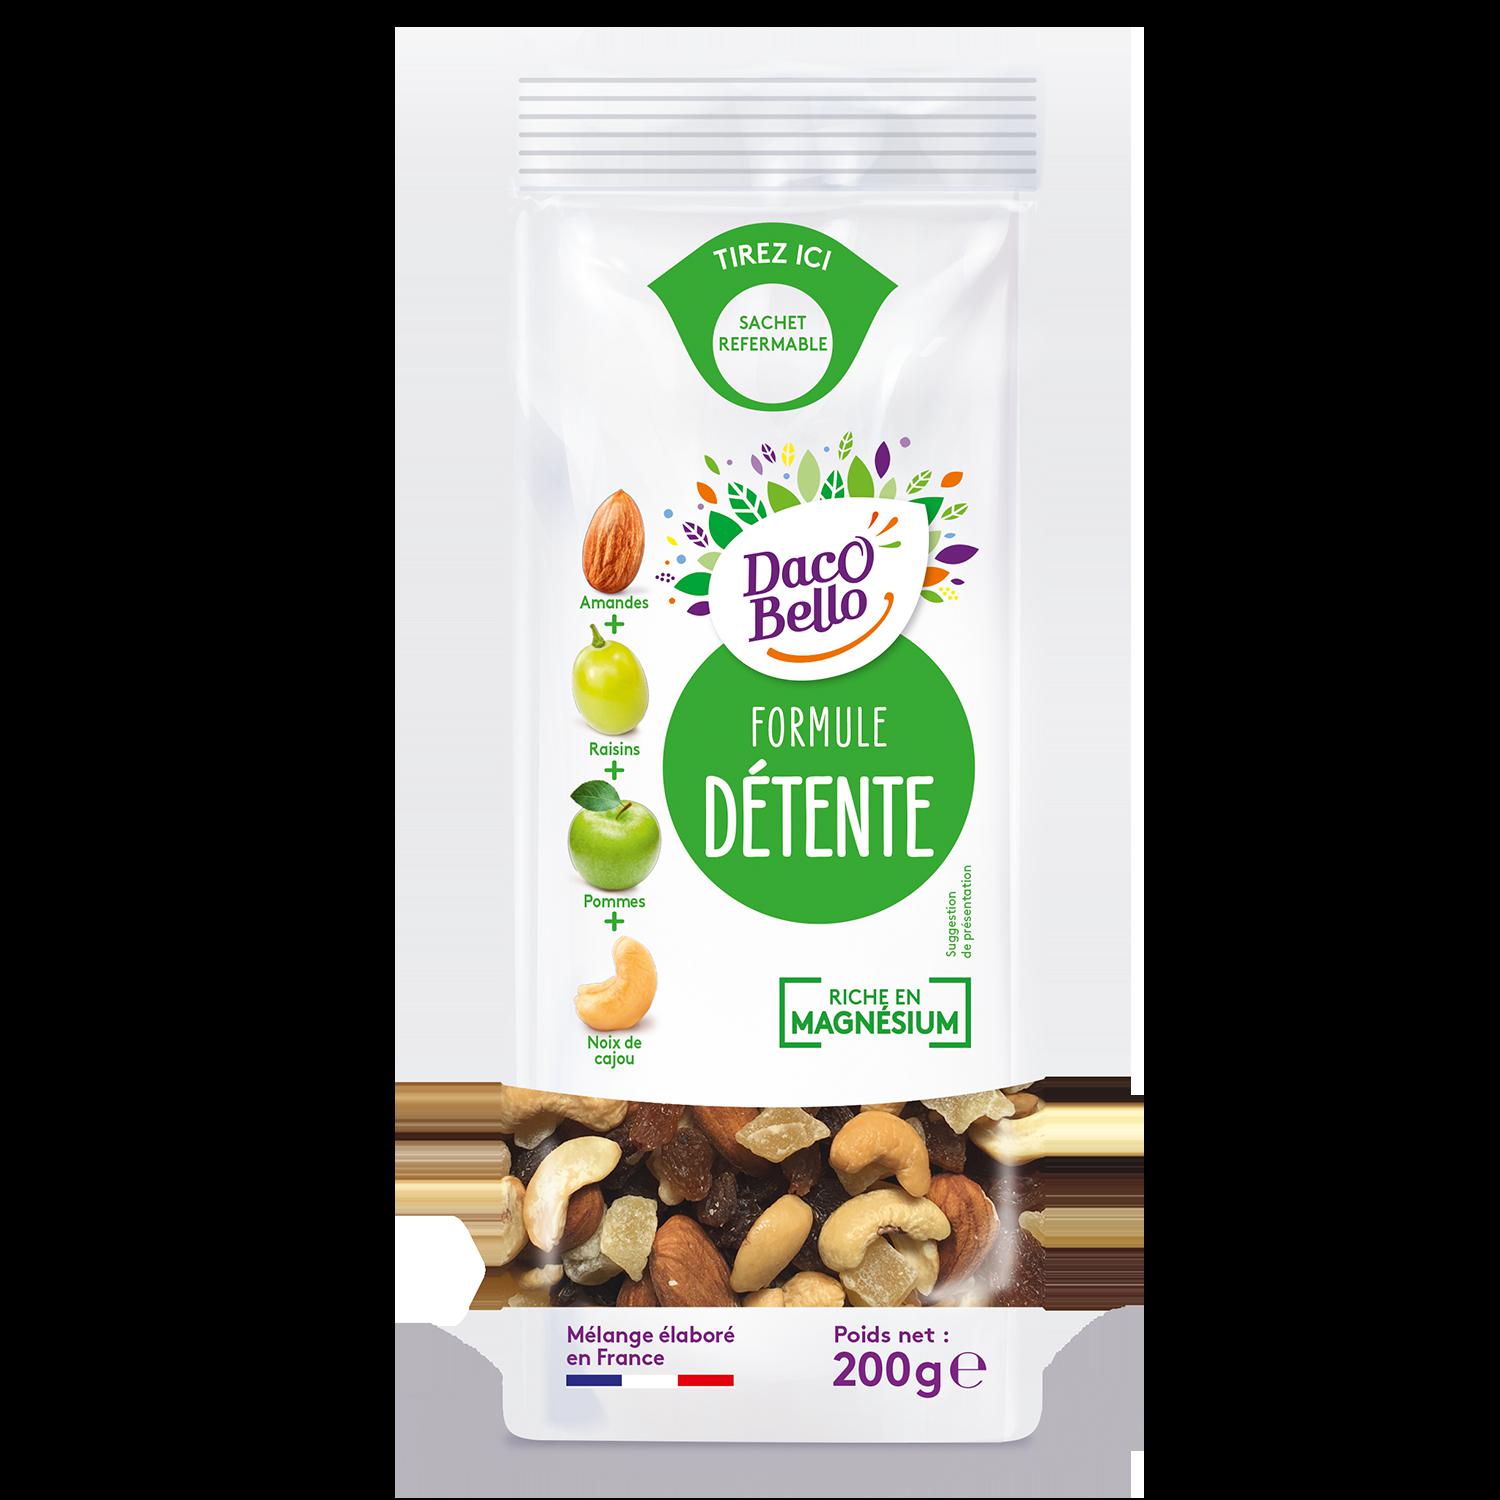 TIREZ ICI
SACHET
REFERMABLE
Daco
Bello
FORMULE
DÉTENTE
Amandes
+
Raisins
+
Pommes
+
Noix de
cajou
Suggestion
de présentation
RICHE EN
MAGNÉSIUM
Mélange élaboré
en France
Poids net :
200g e